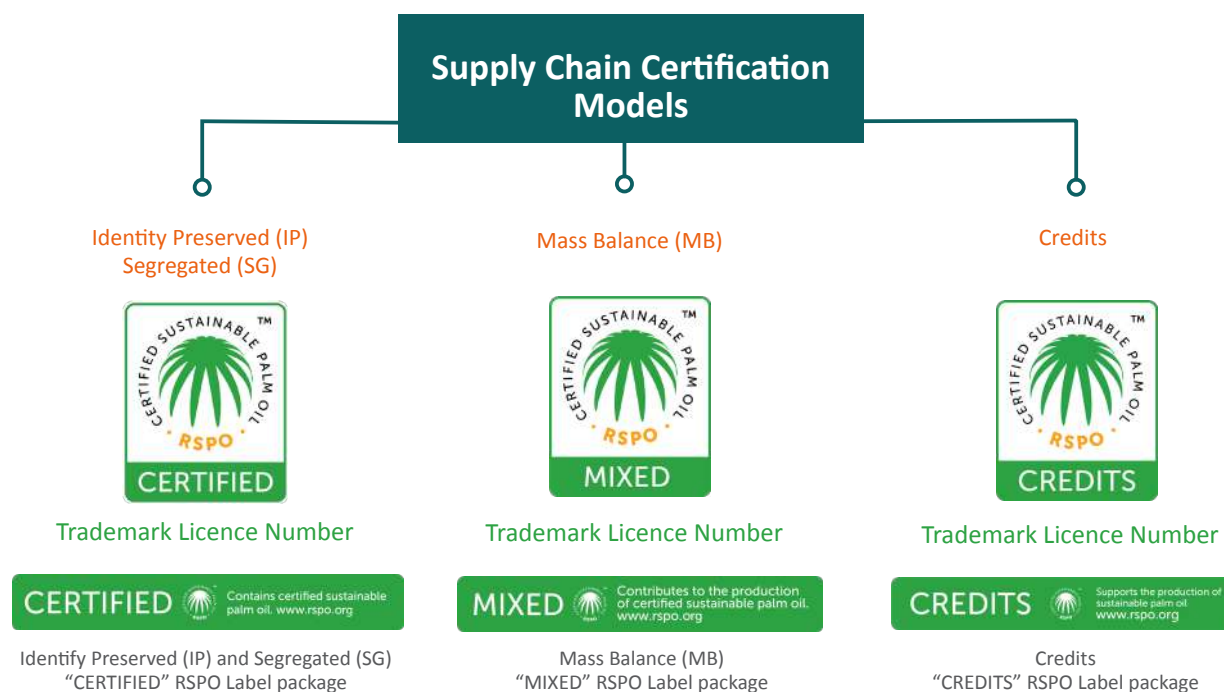 Supply Chain Certification
Models
Identity Preserved (IP)
Segregated (SG)
Mass Balance (MB)
Credits
CERTIFIED SUSTAINABLE PALM OIL ™
· RSPO ·
CERTIFIED
CERTIFIED SUSTAINABLE PALM OIL ™
· RSPO ·
MIXED
CERTIFIED SUSTAINABLE PALM OIL ™
· RSPO ·
CREDITS
Trademark Licence Number
Trademark Licence Number
Trademark Licence Number
CERTIFIED
RSPO
Contains certified sustainable
palm oil. www.rspo.org
MIXED
RSPO
Contributes to the production
of certified sustainable palm oil.
www.rspo.org
CREDITS
RSPO
Supports the production of
sustainable palm oil
www.rspo.org
Identify Preserved (IP) and Segregated (SG)
“CERTIFIED” RSPO Label package
Mass Balance (MB)
“MIXED” RSPO Label package
Credits
“CREDITS” RSPO Label package